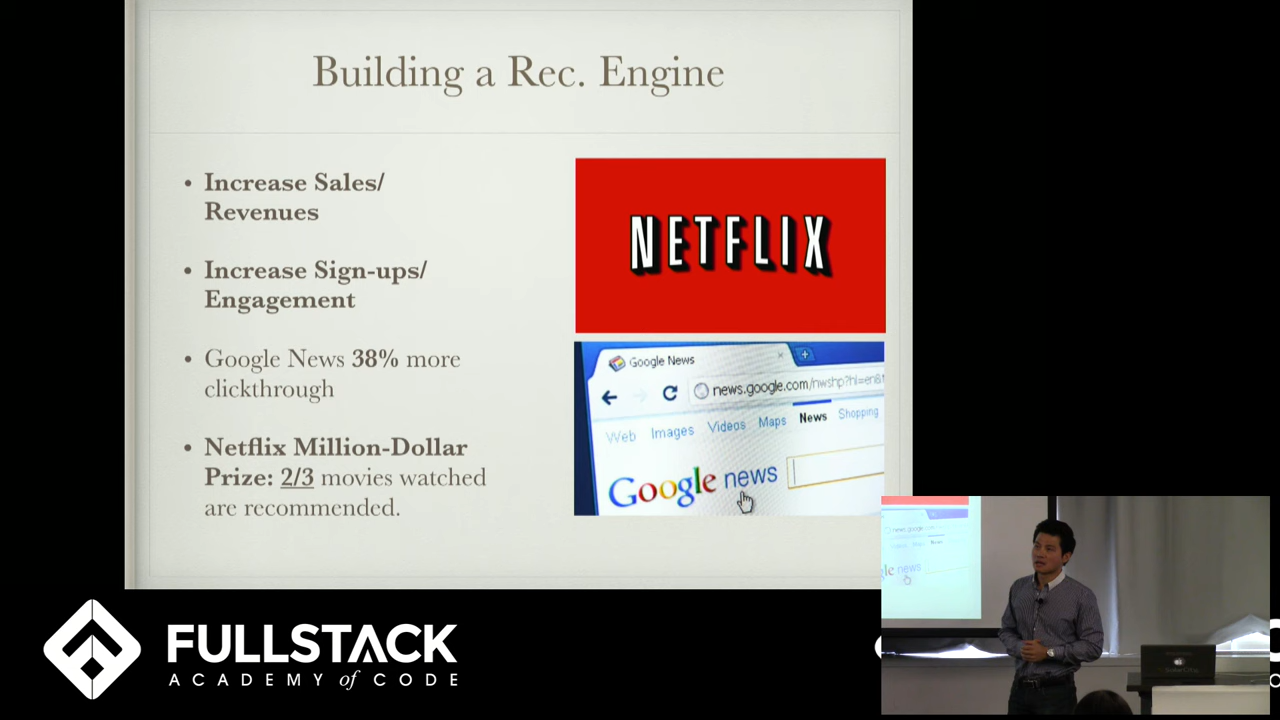 Building a Rec. Engine
• Increase Sales/
Revenues
• Increase Sign-ups/
Engagement
• Google News 38% more
clickthrough
• Netflix Million-Dollar
Prize: 2/3 movies watched
are recommended.
NETFLIX
Google News
news.google.com/nwshp?hl=en&
Web Images Videos Maps News Shopping
Google news
gle news
FULLSTACK
ACADEMY of CODE